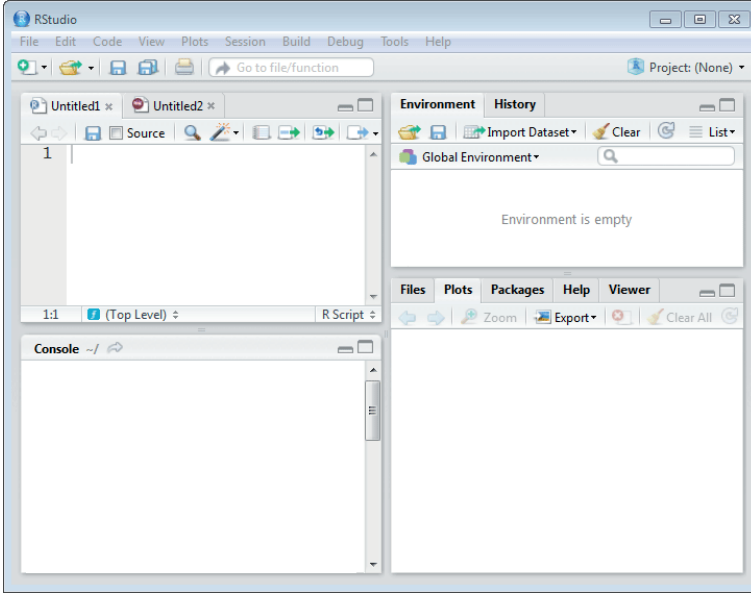 RStudio
File Edit Code View Plots Session Build Debug Tools Help
Go to file/function Project: (None)
Untitled1 × Untitled2 ×
Source
1
1:1 (Top Level) R Script
Console ~/
Environment History
Import Dataset Clear List
Global Environment
Environment is empty
Files Plots Packages Help Viewer
Zoom Export Clear All